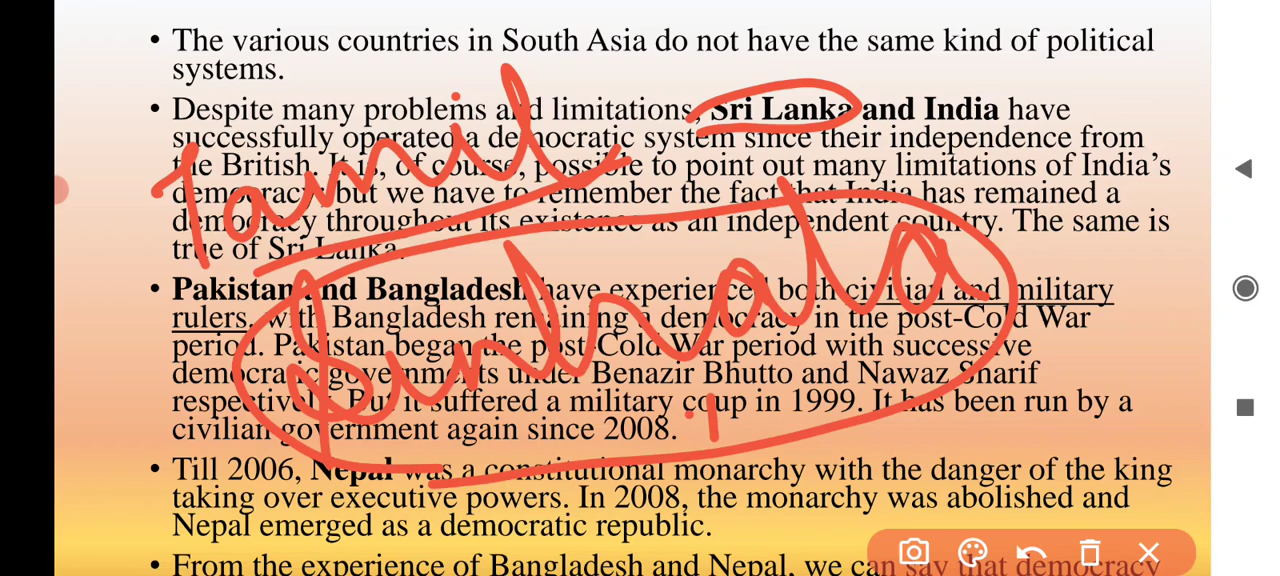 • The various countries in South Asia do not have the same kind of political
systems.
• Despite many problems and limitations, Sri Lanka and India have
successfully operated a democratic system since their independence from
the British. It is, of course, possible to point out many limitations of India's
democracy, but we have to remember the fact that India has remained a
democracy throughout its existence as an independent country. The same is
true of Sri Lanka.
Tamil
• Pakistan and Bangladesh have experienced both civilian and military
rulers, with Bangladesh remaining a democracy in the post-Cold War
period. Pakistan began the post-Cold War period with successive
democratic governments under Benazir Bhutto and Nawaz Sharif
respectively. But it suffered a military coup in 1999. It has been run by a
civilian government again since 2008.
Sinhala
• Till 2006, Nepal was a constitutional monarchy with the danger of the king
taking over executive powers. In 2008, the monarchy was abolished and
Nepal emerged as a democratic republic.
• From the experience of Bangladesh and Nepal, we can say that democracy